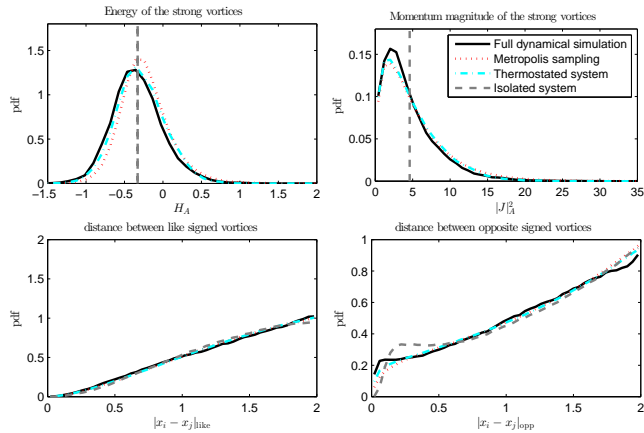 Energy of the strong vortices
pdf
1.5
1
0.5
0
−1.5 −1 −0.5 0 0.5 1 1.5 2
H_A
Momentum magnitude of the strong vortices
Full dynamical simulation
Metropolis sampling
Thermostated system
Isolated system
pdf
0.2
0.15
0.1
0.05
0
0 5 10 15 20 25 30 35
|J|²_A
distance between like signed vortices
pdf
2
1.5
1
0.5
0
0 0.5 1 1.5 2
|x_i − x_j|_like
distance between opposite signed vortices
pdf
1
0.8
0.6
0.4
0.2
0
0 0.5 1 1.5 2
|x_i − x_j|_opp